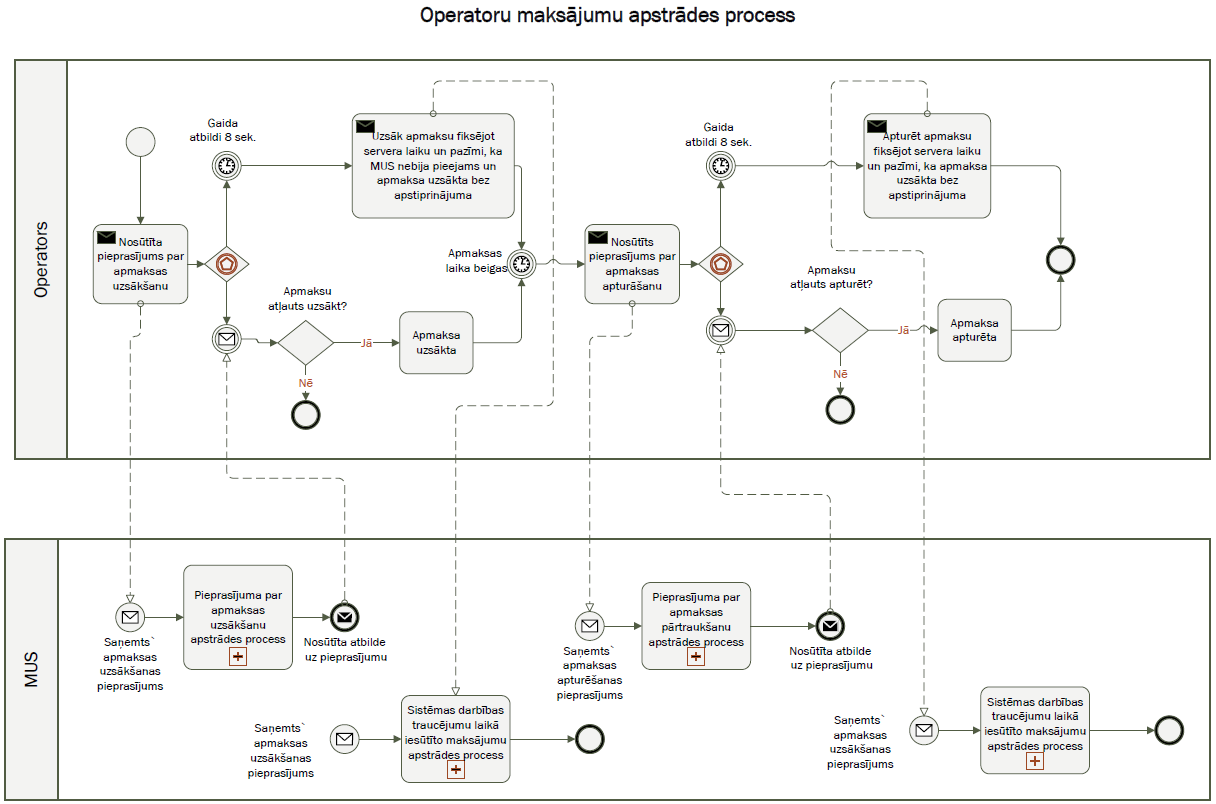 Operatoru maksājumu apstrādes process
Operators
Gaida
atbildi 8 sek.
Uzsāk apmaksu fiksējot
servera laiku un pazīmi, ka
MUS nebija pieejams un
apmaksa uzsākta bez
apstiprinājuma
Gaida
atbildi 8 sek.
Apturēt apmaksu
fiksējot servera laiku
un pazīmi, ka apmaksa
uzsākta bez
apstiprinājuma
Nosūtīta
pieprasījums par
apmaksas
uzsākšanu
Apmaksas
laika beigas
Nosūtīts
pieprasījums par
apmaksas
apturāšanu
Apmaksu
atļauts uzsākt?
Jā
Nē
Apmaksa
uzsākta
Apmaksu
atļauts apturēt?
Jā
Nē
Apmaksa
apturēta
MUS
Saņemts`
apmaksas
uzsākšanas
pieprasījums
Pieprasījuma par
apmaksas
uzsākšanu
apstrādes process
Nosūtīta atbilde
uz pieprasījumu
Saņemts`
apmaksas
apturēšanas
pieprasījums
Pieprasījuma par
apmaksas
pārtraukšanu
apstrādes process
Nosūtīta atbilde
uz pieprasījumu
Saņemts`
apmaksas
uzsākšanas
pieprasījums
Sistēmas darbības
traucējumu laikā
iesūtīto maksājumu
apstrādes process
Saņemts`
apmaksas
uzsākšanas
pieprasījums
Sistēmas darbības
traucējumu laikā
iesūtīto maksājumu
apstrādes process